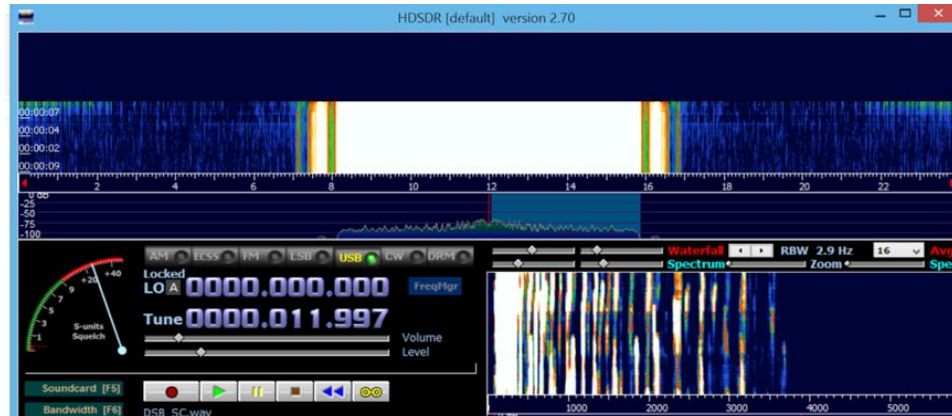 HDSDR [default] version 2.70
00:00:07
00:00:04
00:00:02
00:00:09
2 4 6 8 10 12 14 16 18 20 22
0 dB
-25
-50
-75
-100
AM ECSS FM LSB USB CW DRM
Waterfall RBW 2.9 Hz 16 Avg
Spectrum Zoom Spe
Locked
LO A 0000.000.000 FreqMgr
Tune 0000.011.997
Volume
Level
1 3 5 7 9 +20 +40
S-units
Squelch
Soundcard [F5]
Bandwidth [F6]
DSB_SC.wav
1000 2000 3000 4000 5000